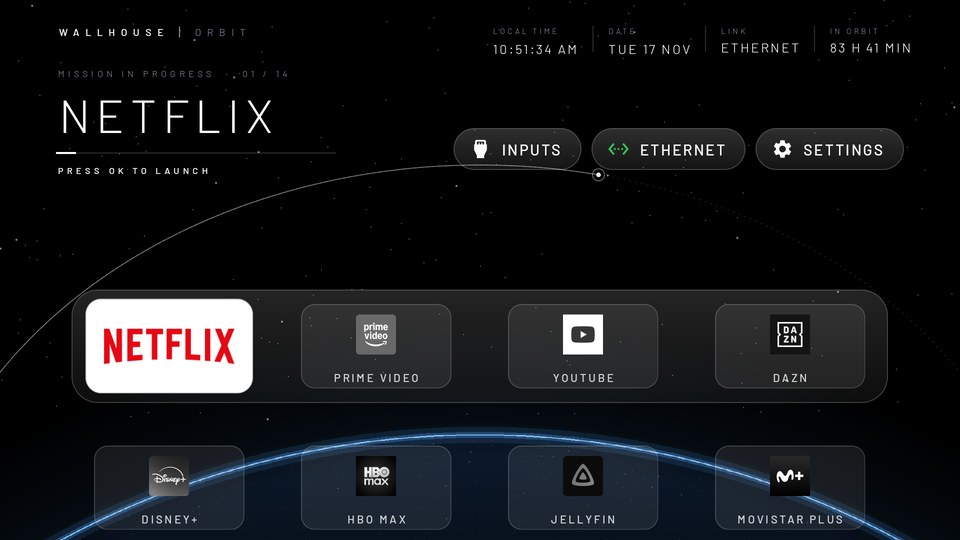 WALLHOUSE | ORBIT
LOCAL TIME
10:51:34 AM
DATE
TUE 17 NOV
LINK
ETHERNET
IN ORBIT
83 H 41 MIN
MISSION IN PROGRESS · 01 / 14
NETFLIX
PRESS OK TO LAUNCH
INPUTS
ETHERNET
SETTINGS
NETFLIX
prime
video
PRIME VIDEO
YOUTUBE
DA
ZN
DAZN
Disney+
DISNEY+
HBO
max
HBO MAX
JELLYFIN
M+
MOVISTAR PLUS